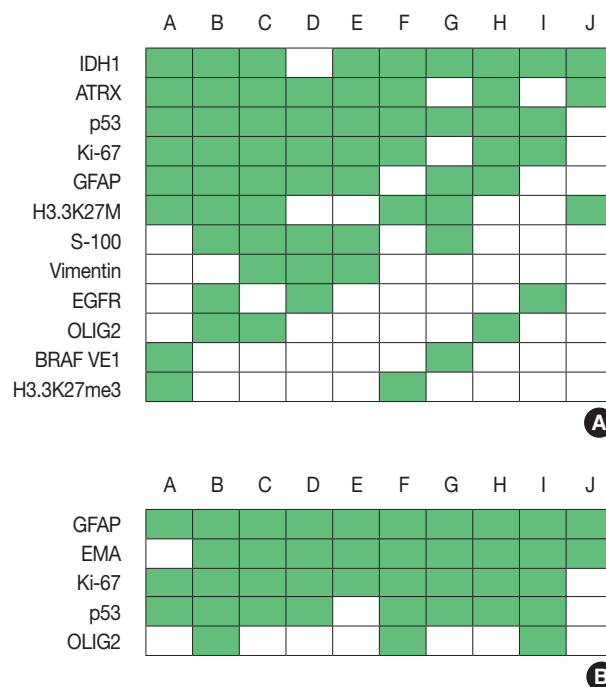 A B C D E F G H I J
IDH1
ATRX
p53
Ki-67
GFAP
H3.3K27M
S-100
Vimentin
EGFR
OLIG2
BRAF VE1
H3.3K27me3
A
A B C D E F G H I J
GFAP
EMA
Ki-67
p53
OLIG2
B